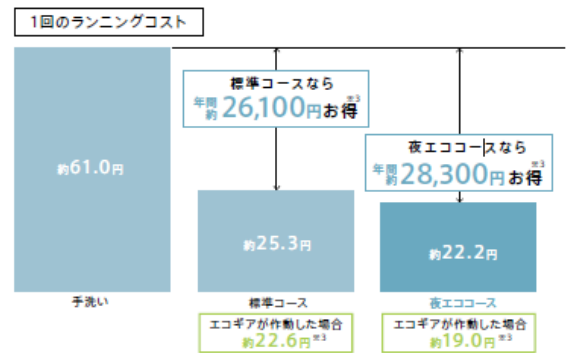 1回のランニングコスト
標準コースなら
年間約26,100円お得※3
夜エココースなら
年間約28,300円お得※3
約61.0円
約25.3円
約22.2円
手洗い
標準コース
夜エココース
エコギアが作動した場合
約22.6円※3
エコギアが作動した場合
約19.0円※3